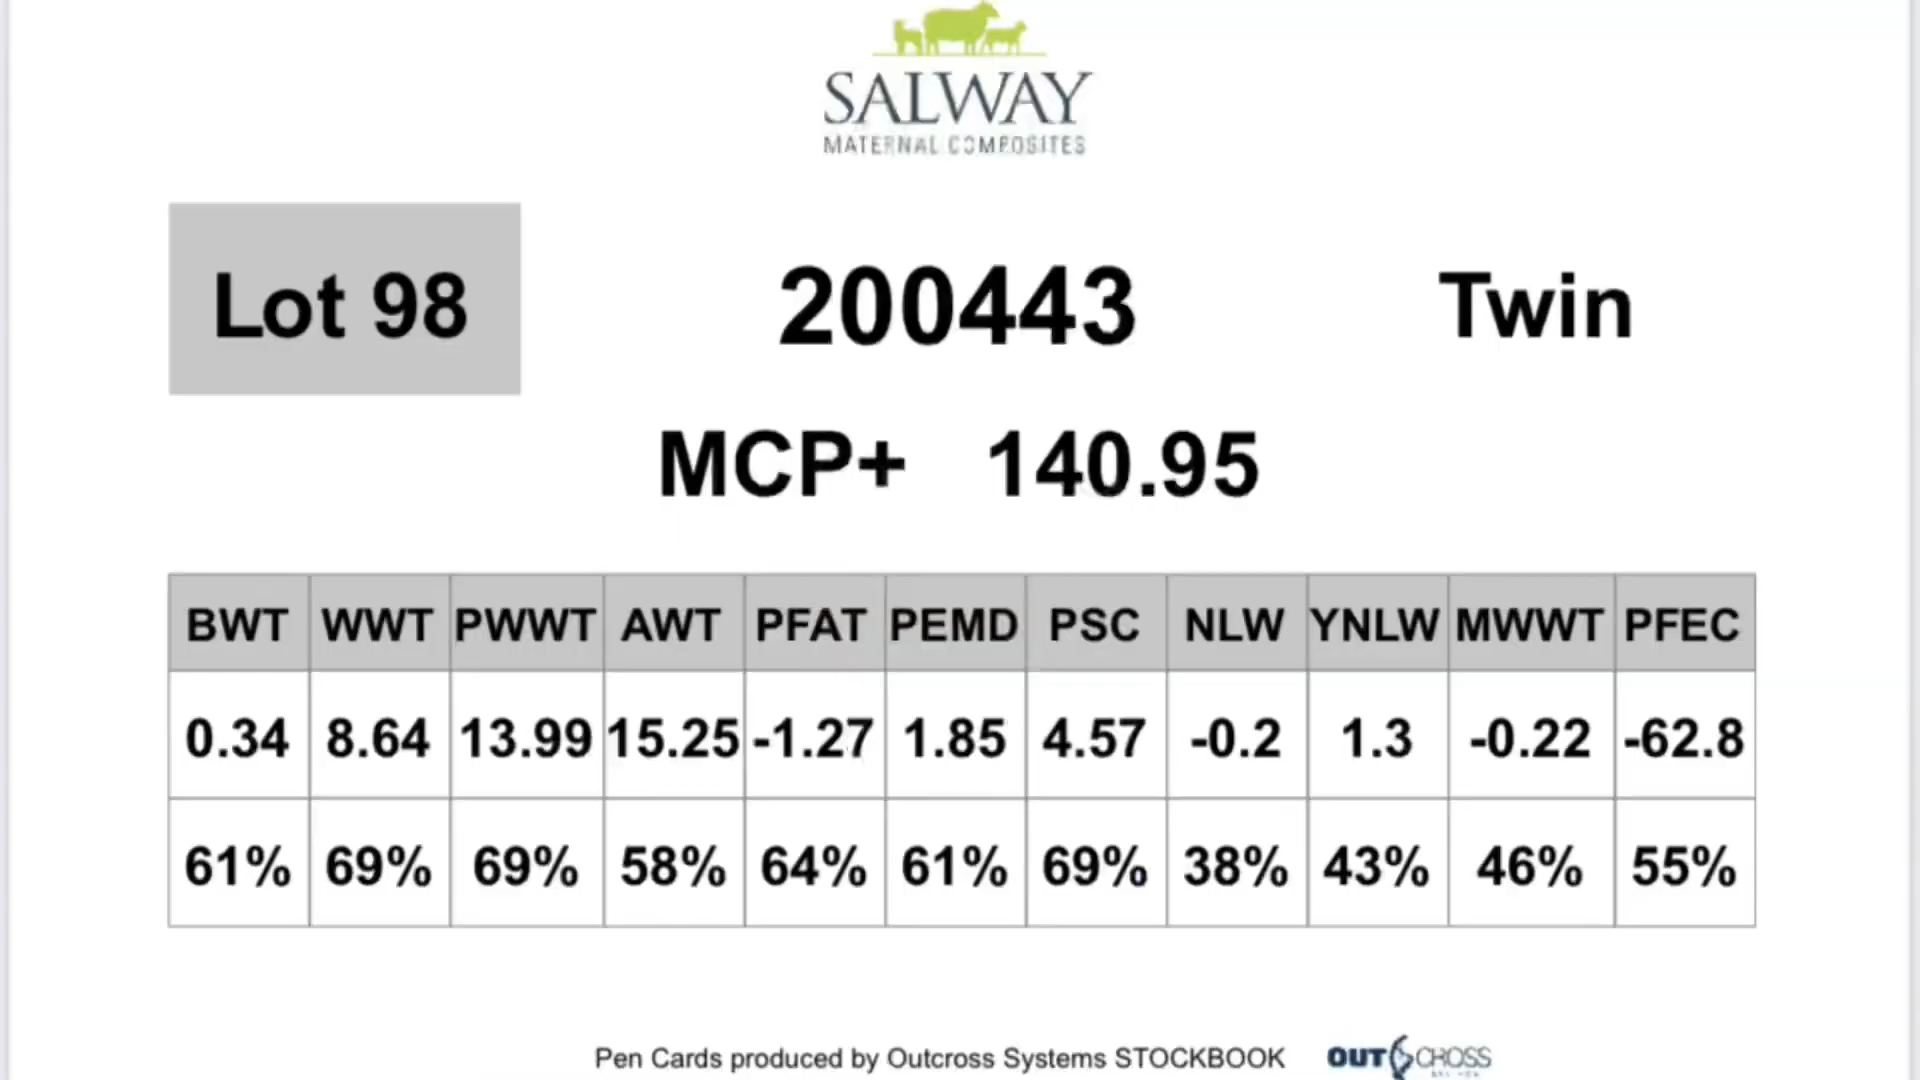 SALWAY
MATERNAL COMPOSITES
Lot 98 200443 Twin
MCP+ 140.95
BWT WWT PWWT AWT PFAT PEMD PSC NLW YNLW MWWT PFEC
0.34 8.64 13.99 15.25 -1.27 1.85 4.57 -0.2 1.3 -0.22 -62.8
61% 69% 69% 58% 64% 61% 69% 38% 43% 46% 55%
Pen Cards produced by Outcross Systems STOCKBOOK OUTCROSS